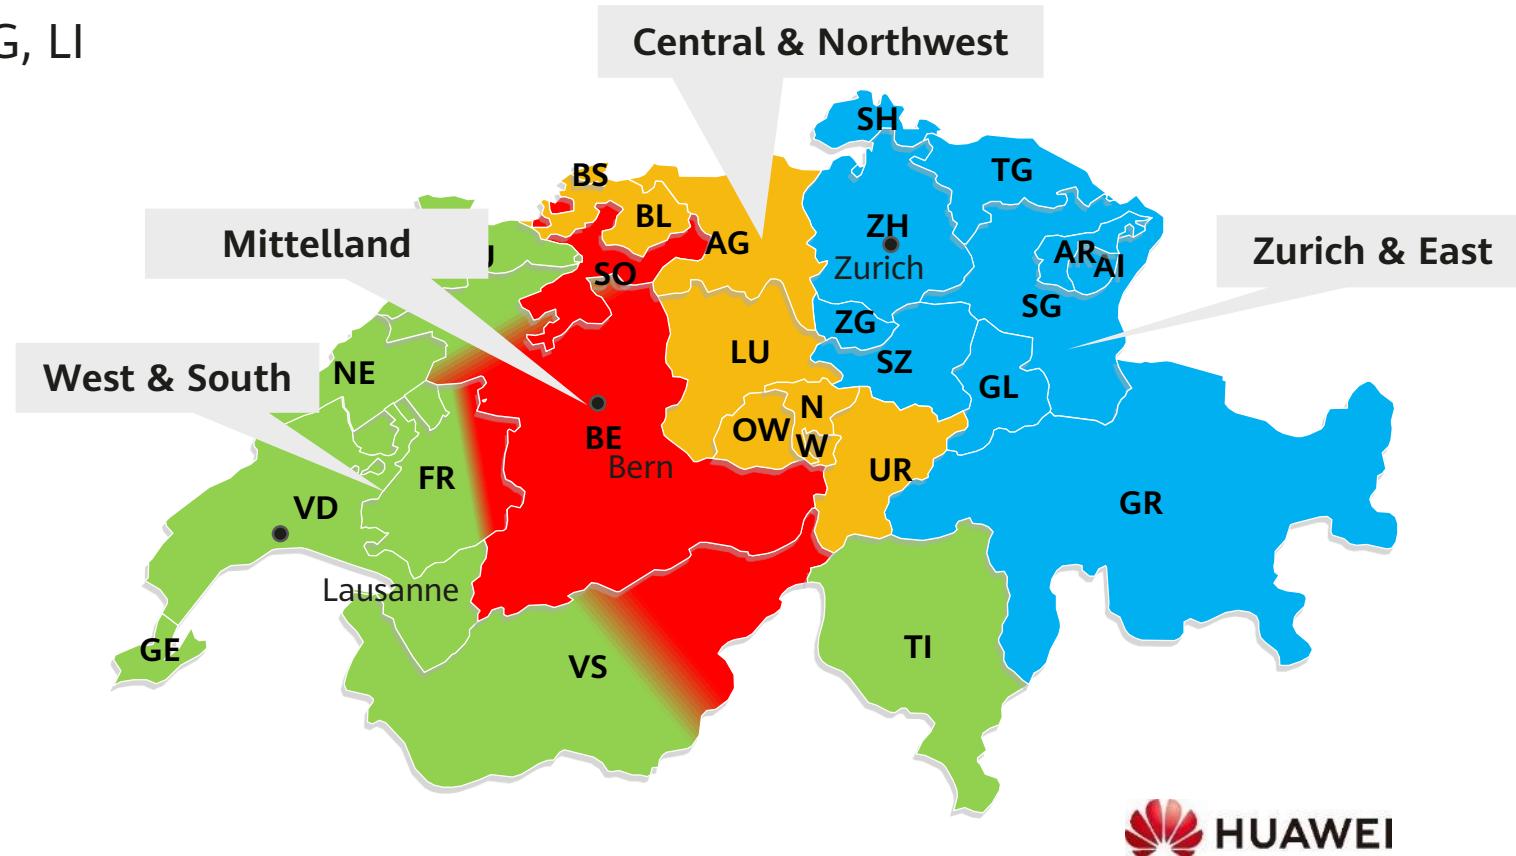 G, LI
Central & Northwest
SH
TG
BS
BL
AG
ZH
Zurich
AR
AI
Mittelland
Zurich & East
J
SO
SG
ZG
LU
SZ
West & South
NE
GL
N
W
OW
BE
Bern
UR
FR
VD
GR
Lausanne
GE
VS
TI
HUAWEI